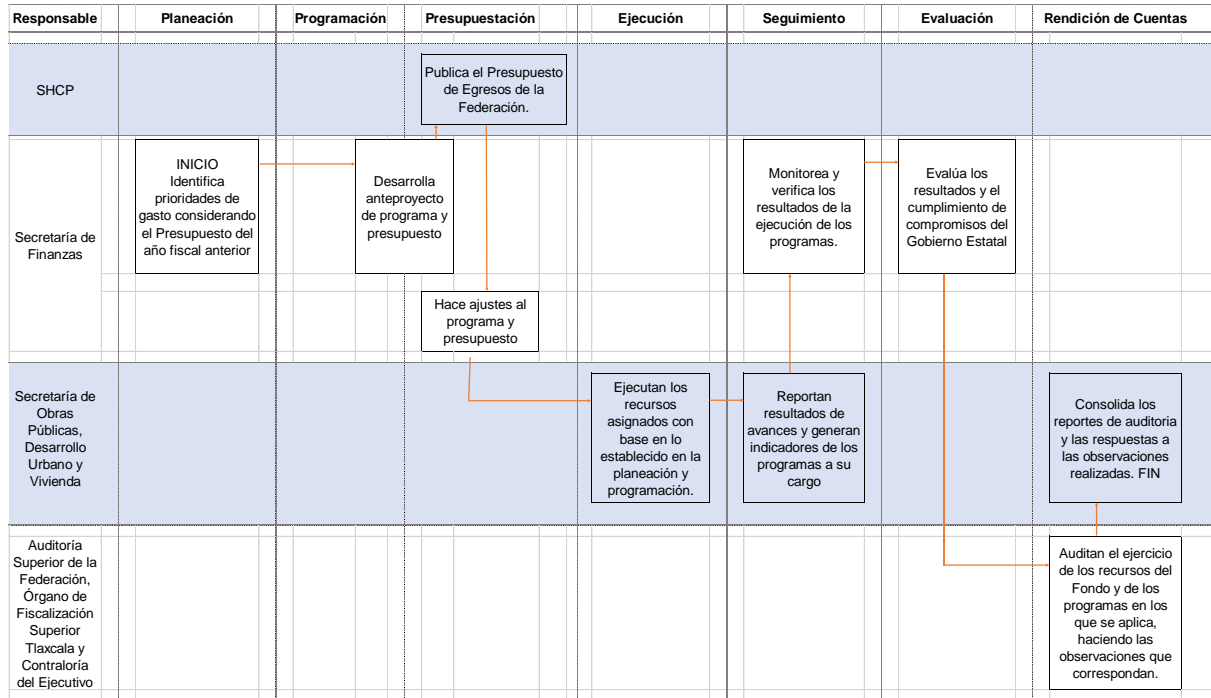 Responsable
Planeación
Programación
Presupuestación
Ejecución
Seguimiento
Evaluación
Rendición de Cuentas
SHCP
Publica el Presupuesto
de Egresos de la
Federación.
Secretaría de
Finanzas
INICIO
Identifica
prioridades de
gasto considerando
el Presupuesto del
año fiscal anterior
Desarrolla
anteproyecto
de programa y
presupuesto
Monitorea y
verifica los
resultados de la
ejecución de los
programas.
Evalúa los
resultados y el
cumplimiento de
compromisos del
Gobierno Estatal
Hace ajustes al
programa y
presupuesto
Secretaría de
Obras
Públicas,
Desarrollo
Urbano y
Vivienda
Ejecutan los
recursos
asignados con
base en lo
establecido en la
planeación y
programación.
Reportan
resultados de
avances y generan
indicadores de los
programas a su
cargo
Consolida los
reportes de auditoria
y las respuestas a
las observaciones
realizadas. FIN
Auditoría
Superior de la
Federación,
Órgano de
Fiscalización
Superior
Tlaxcala y
Contraloría
del Ejecutivo
Auditan el ejercicio
de los recursos del
Fondo y de los
programas en los
que se aplica,
haciendo las
observaciones que
correspondan.